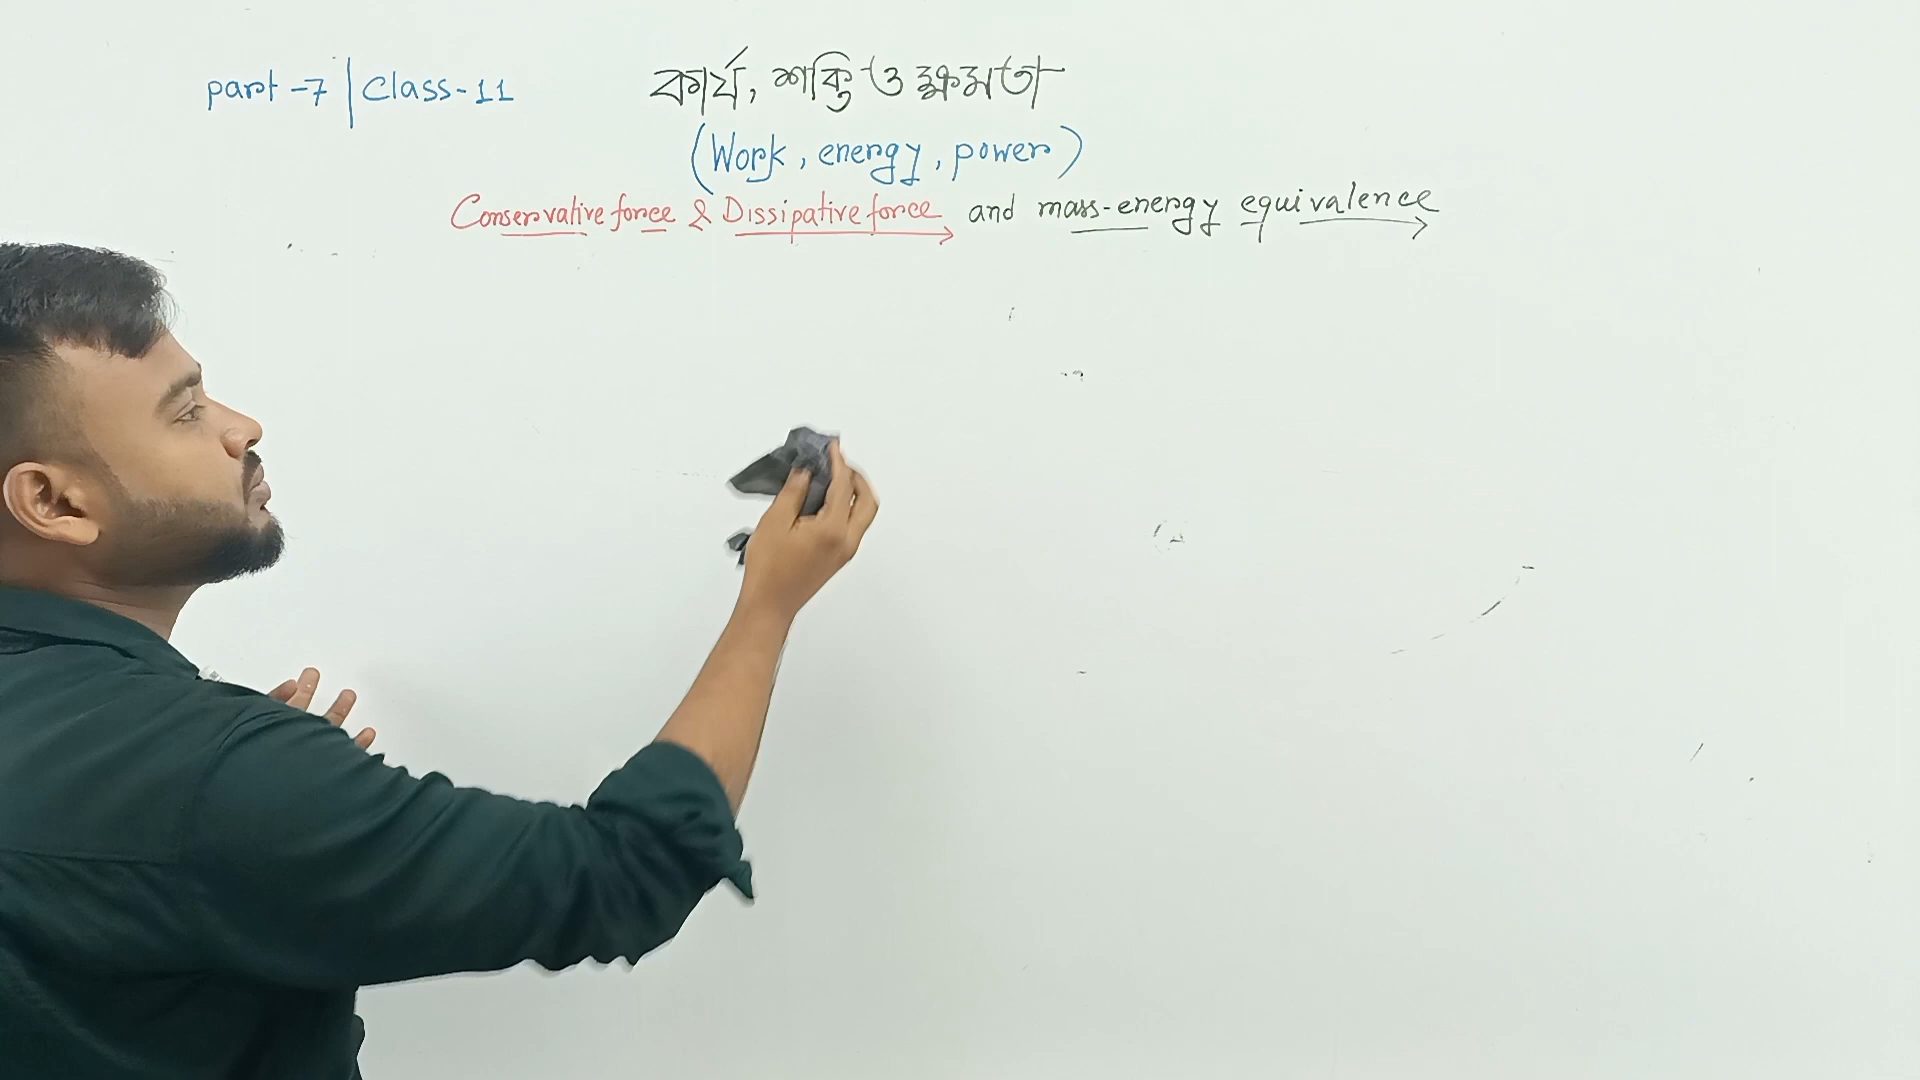 part-7 | Class-11
কার্য, শক্তি ও ক্ষমতা
(Work, energy, power)
Conservative force & Dissipative force and mass-energy equivalence